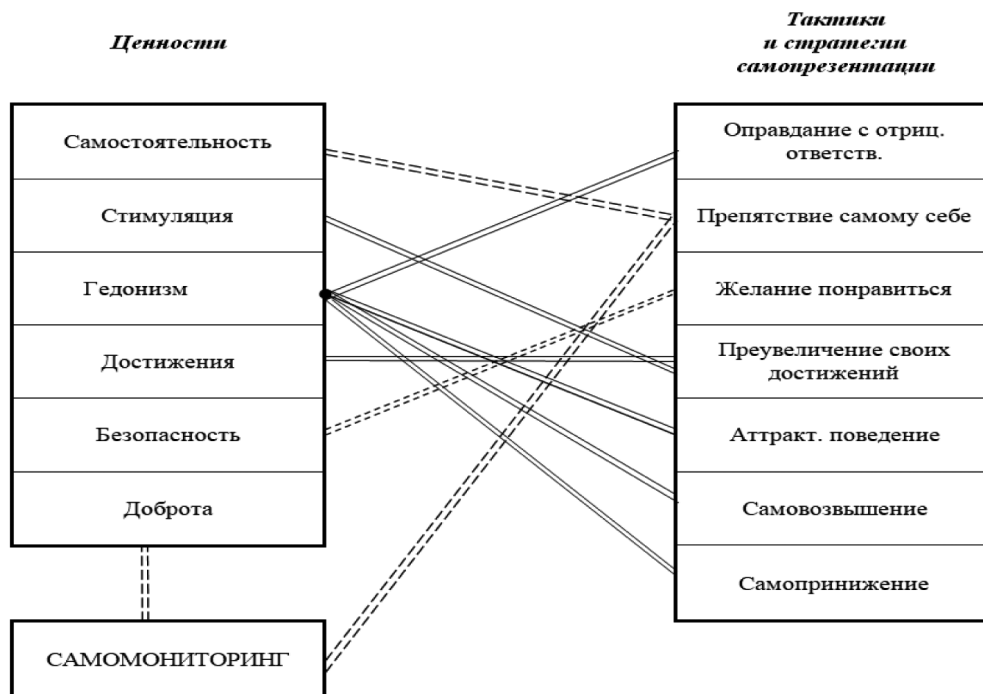 Ценности
Тактики
и стратегии
самопрезентации
Самостоятельность
Стимуляция
Гедонизм
Достижения
Безопасность
Доброта
САМОМОНИТОРИНГ
Оправдание с отриц.
ответств.
Препятствие самому себе
Желание понравиться
Преувеличение своих
достижений
Аттракт. поведение
Самовозвышение
Самопринижение